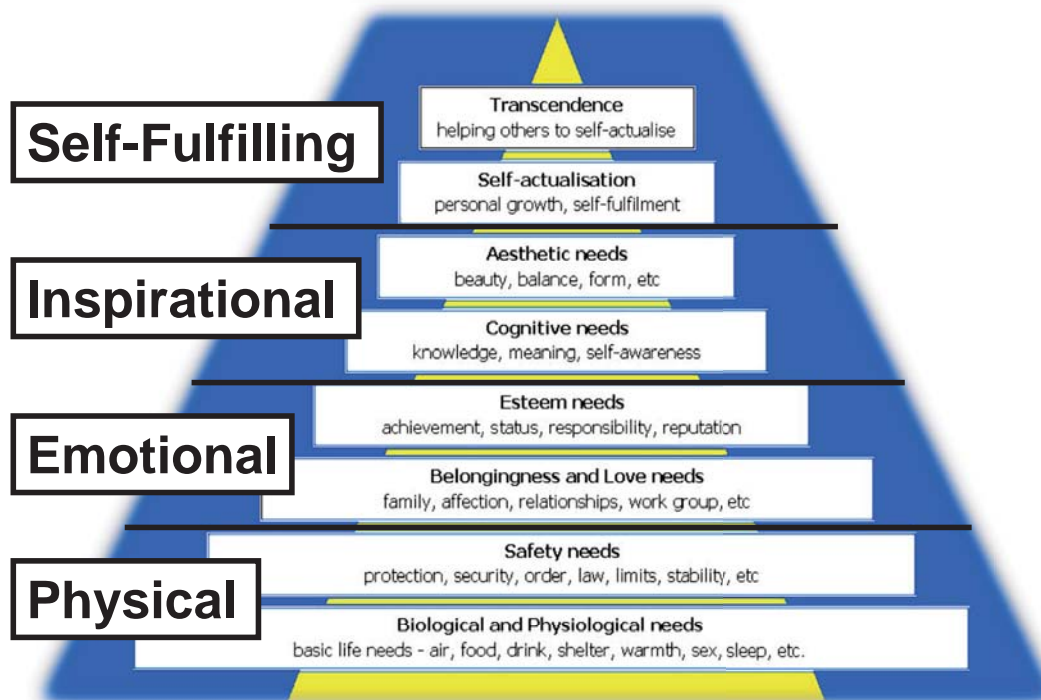 Self-Fulfilling
Transcendence
helping others to self-actualise
Self-actualisation
personal growth, self-fulfilment
Inspirational
Aesthetic needs
beauty, balance, form, etc
Cognitive needs
knowledge, meaning, self-awareness
Emotional
Esteem needs
achievement, status, responsibility, reputation
Belongingness and Love needs
family, affection, relationships, work group, etc
Physical
Safety needs
protection, security, order, law, limits, stability, etc
Biological and Physiological needs
basic life needs - air, food, drink, shelter, warmth, sex, sleep, etc.